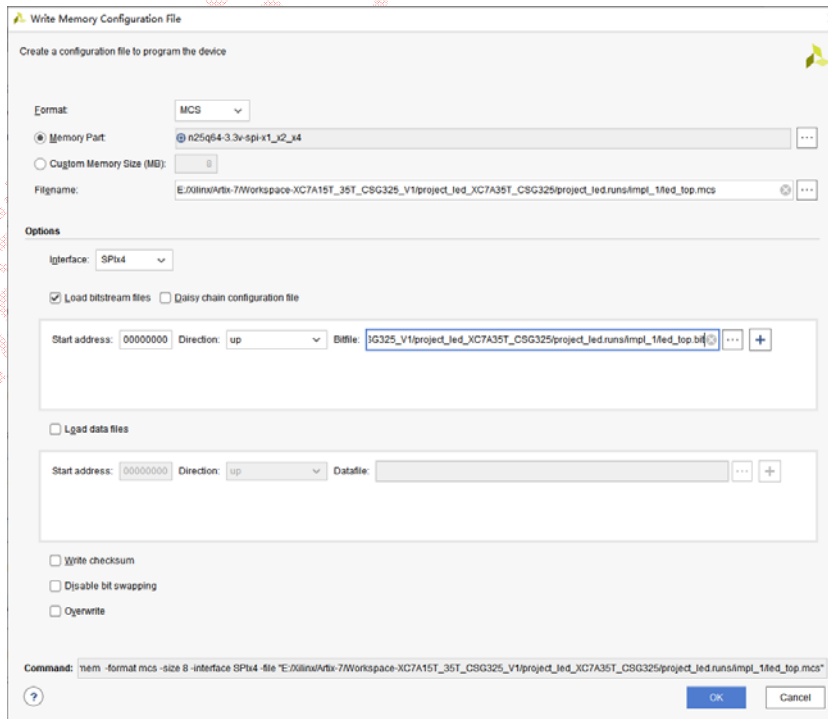 Write Memory Configuration File
Create a configuration file to program the device
Format: MCS
Memory Part: n25q64-3.3v-spi-x1_x2_x4 ...
Custom Memory Size (MB): 8
Filename: E:/Xilinx/Artix-7/Workspace-XC7A15T_35T_CSG325_V1/project_led_XC7A35T_CSG325/project_led.runs/impl_1/led_top.mcs ...
Options
Interface: SPIx4
Load bitstream files Daisy chain configuration file
Start address: 00000000 Direction: up Bitfile: 3G325_V1/project_led_XC7A35T_CSG325/project_led.runs/impl_1/led_top.bit ... +
Load data files
Start address: 00000000 Direction: up Datafile: ... +
Write checksum
Disable bit swapping
Overwrite
Command: mem -format mcs -size 8 -interface SPIx4 -file "E:/Xilinx/Artix-7/Workspace-XC7A15T_35T_CSG325_V1/project_led_XC7A35T_CSG325/project_led.runs/impl_1/led_top.mcs"
? OK Cancel